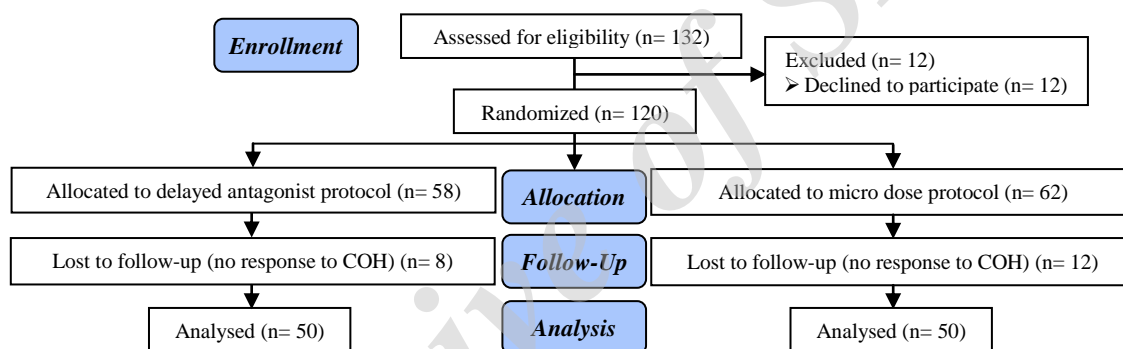 Enrollment
Assessed for eligibility (n= 132)
Excluded (n= 12)
➢ Declined to participate (n= 12)
Randomized (n= 120)
Allocated to delayed antagonist protocol (n= 58)
Allocation
Allocated to micro dose protocol (n= 62)
Lost to follow-up (no response to COH) (n= 8)
Follow-Up
Lost to follow-up (no response to COH) (n= 12)
Analysed (n= 50)
Analysis
Analysed (n= 50)
ive of S